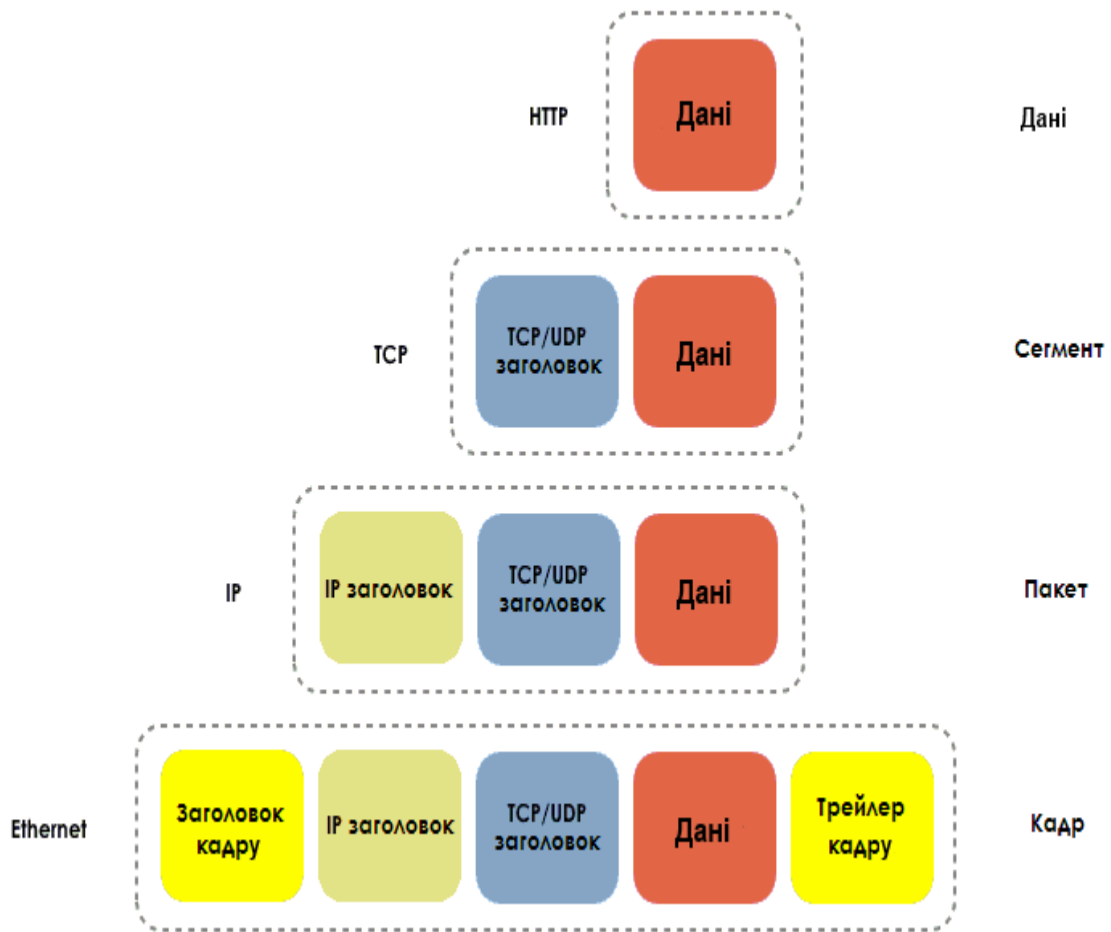 HTTP
Дані
Дані
TCP
TCP/UDP
заголовок
Дані
Сегмент
IP
IP заголовок
TCP/UDP
заголовок
Дані
Пакет
Ethernet
Заголовок
кадру
IP заголовок
TCP/UDP
заголовок
Дані
Трейлер
кадру
Кадр